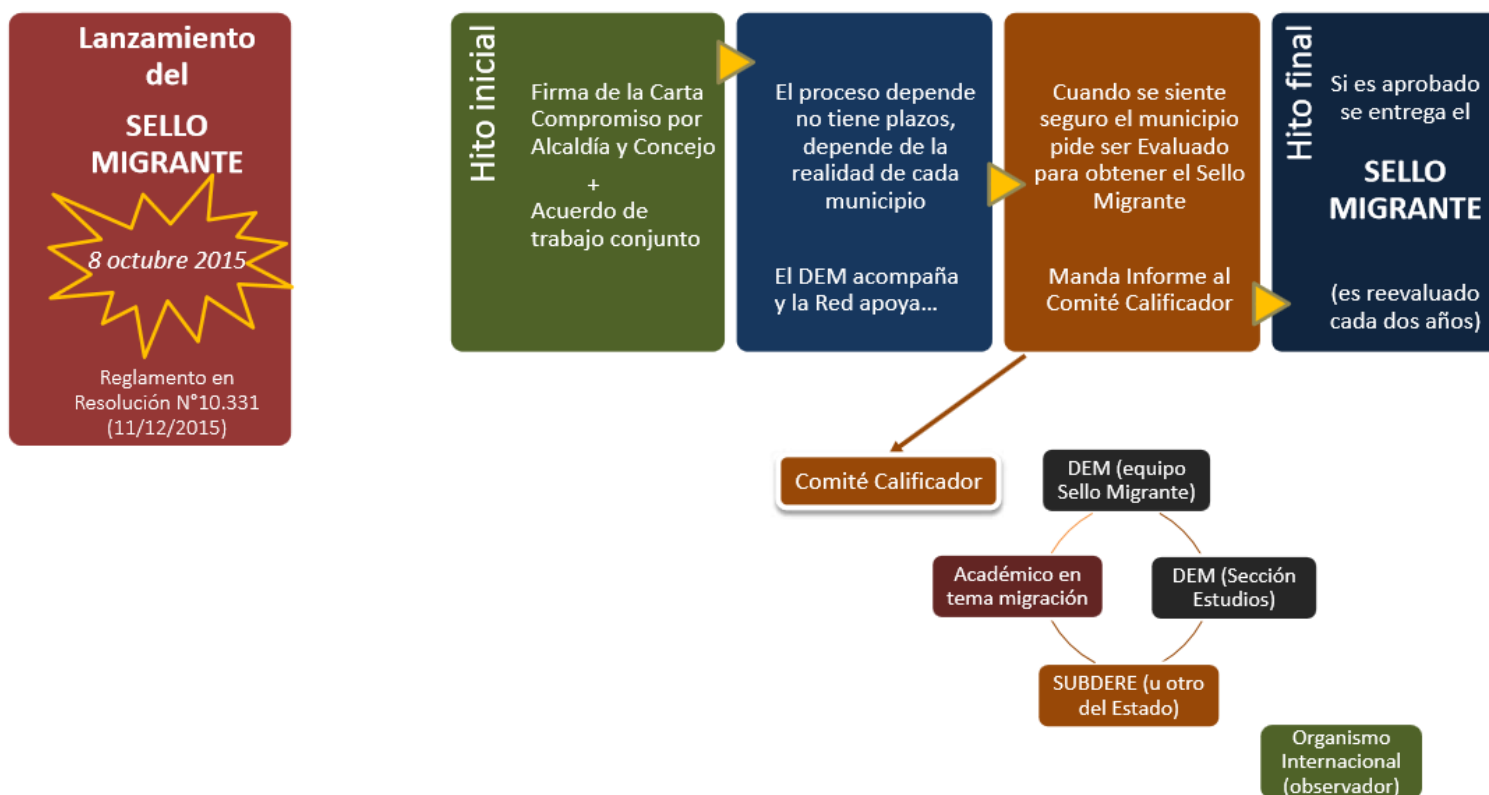 Lanzamiento
del
SELLO
MIGRANTE
8 octubre 2015
Reglamento en
Resolución N°10.331
(11/12/2015)
Hito inicial
Firma de la Carta
Compromiso por
Alcaldía y Concejo
+
Acuerdo de
trabajo conjunto
El proceso depende
no tiene plazos,
depende de la
realidad de cada
municipio
El DEM acompaña
y la Red apoya...
Cuando se siente
seguro el municipio
pide ser Evaluado
para obtener el Sello
Migrante
Manda Informe al
Comité Calificador
Hito final
Si es aprobado
se entrega el
SELLO
MIGRANTE
(es reevaluado
cada dos años)
Comité Calificador
DEM (equipo
Sello Migrante)
Académico en
tema migración
DEM (Sección
Estudios)
SUBDERE (u otro
del Estado)
Organismo
Internacional
(observador)